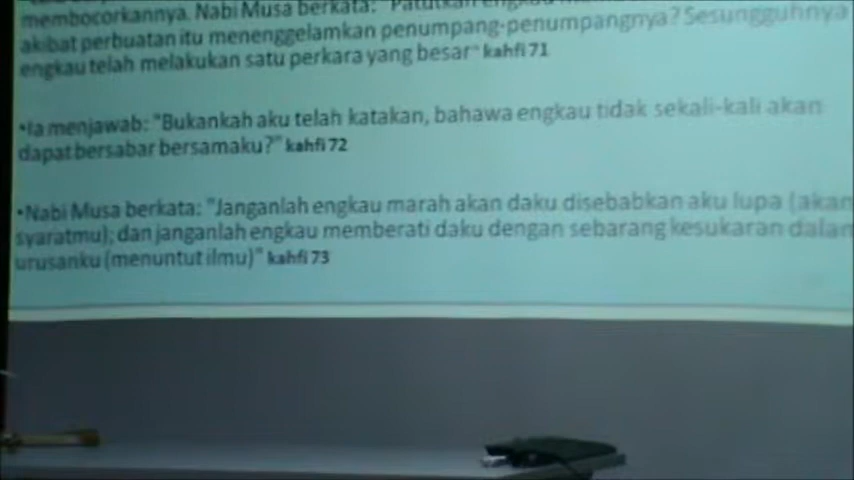 membocorkannya. Nabi Musa berkata: "Patutkah engkau
akibat perbuatan itu menenggelamkan penumpang-penumpangnya? Sesungguhnya
engkau telah melakukan satu perkara yang besar" kahfi 71
•Ia menjawab: "Bukankah aku telah katakan, bahawa engkau tidak sekali-kali akan
dapat bersabar bersamaku?" kahfi 72
•Nabi Musa berkata: "Janganlah engkau marah akan daku disebabkan aku lupa (akan
syaratmu); dan janganlah engkau memberati daku dengan sebarang kesukaran dalam
urusanku (menuntut ilmu)" kahfi 73